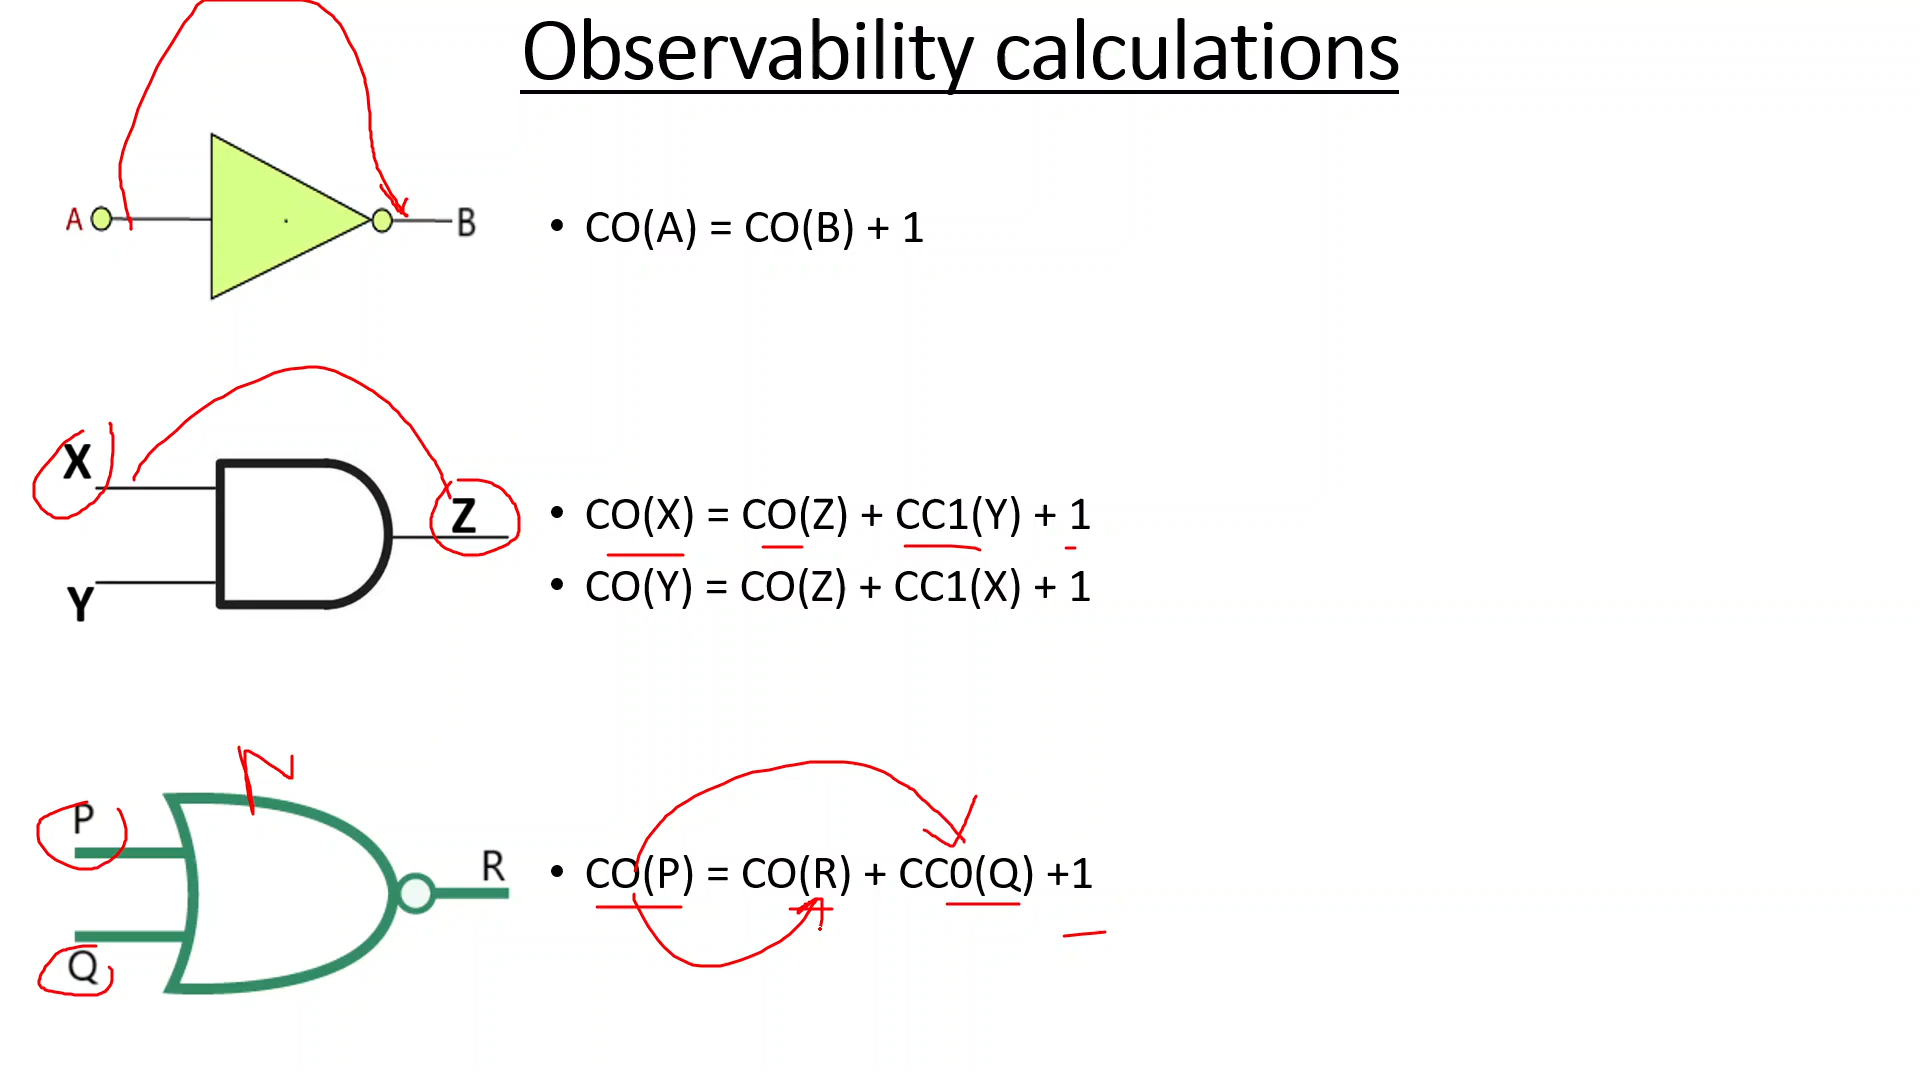 Observability calculations
A
B
• CO(A) = CO(B) + 1
X
Z
Y
• CO(X) = CO(Z) + CC1(Y) + 1
• CO(Y) = CO(Z) + CC1(X) + 1
N
P
R
Q
• CO(P) = CO(R) + CC0(Q) +1